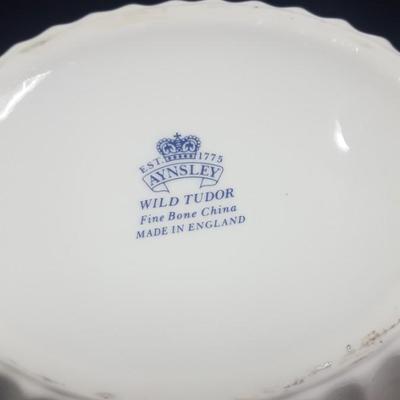 EST. 1775
AYNSLEY
WILD TUDOR
Fine Bone China
MADE IN ENGLAND